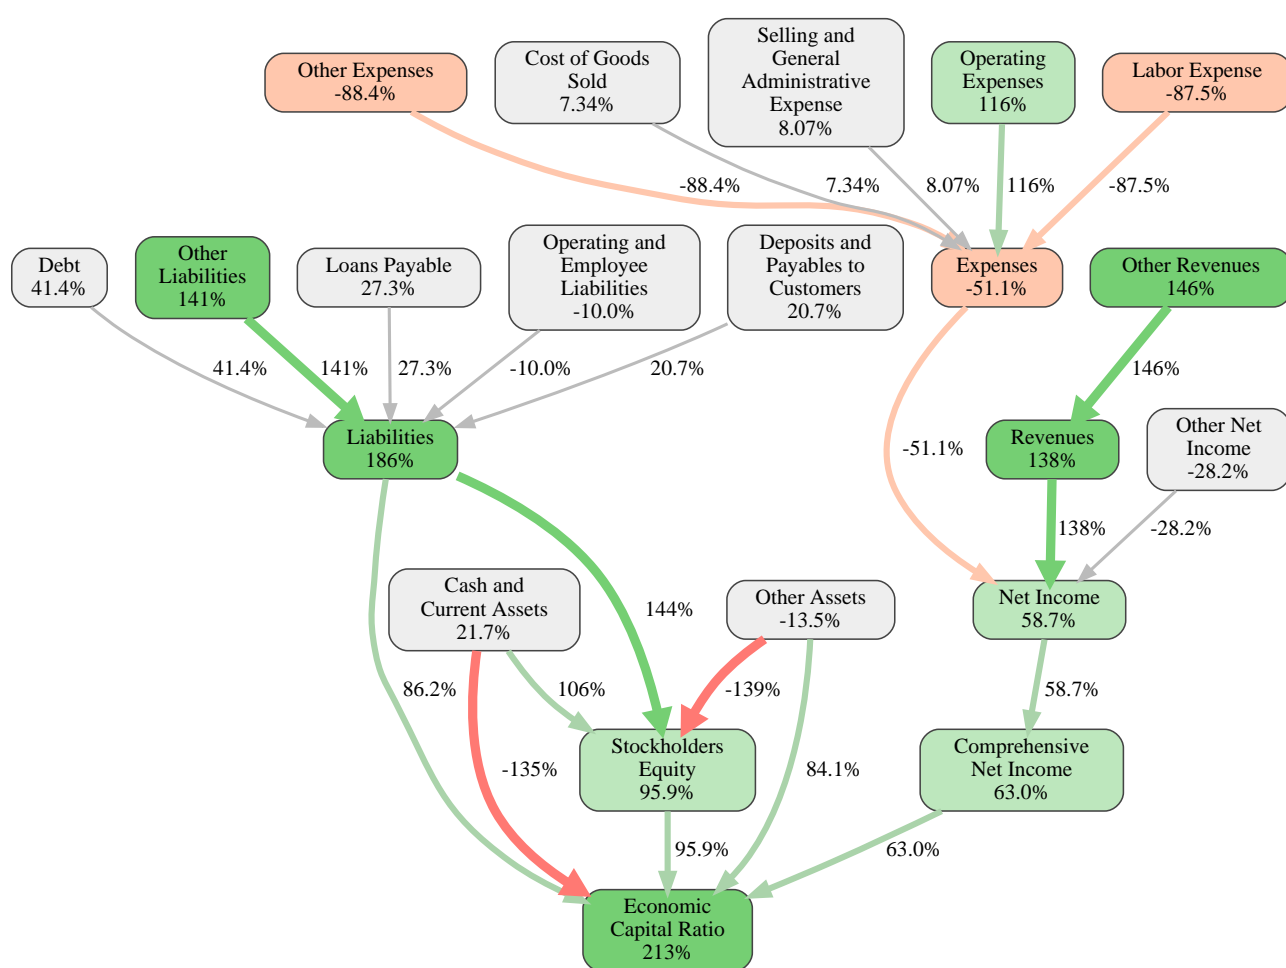 Other Expenses
-88.4%
Cost of Goods
Sold
7.34%
Selling and
General
Administrative
Expense
8.07%
Operating
Expenses
116%
Labor Expense
-87.5%
-88.4%
7.34%
8.07%
116%
-87.5%
Debt
41.4%
Other
Liabilities
141%
Loans Payable
27.3%
Operating and
Employee
Liabilities
-10.0%
Deposits and
Payables to
Customers
20.7%
Expenses
-51.1%
Other Revenues
146%
41.4%
141%
27.3%
-10.0%
20.7%
146%
Liabilities
186%
-51.1%
Revenues
138%
Other Net
Income
-28.2%
138%
-28.2%
Cash and
Current Assets
21.7%
144%
Other Assets
-13.5%
Net Income
58.7%
86.2%
106%
-139%
58.7%
-135%
Stockholders
Equity
95.9%
84.1%
Comprehensive
Net Income
63.0%
95.9%
63.0%
Economic
Capital Ratio
213%